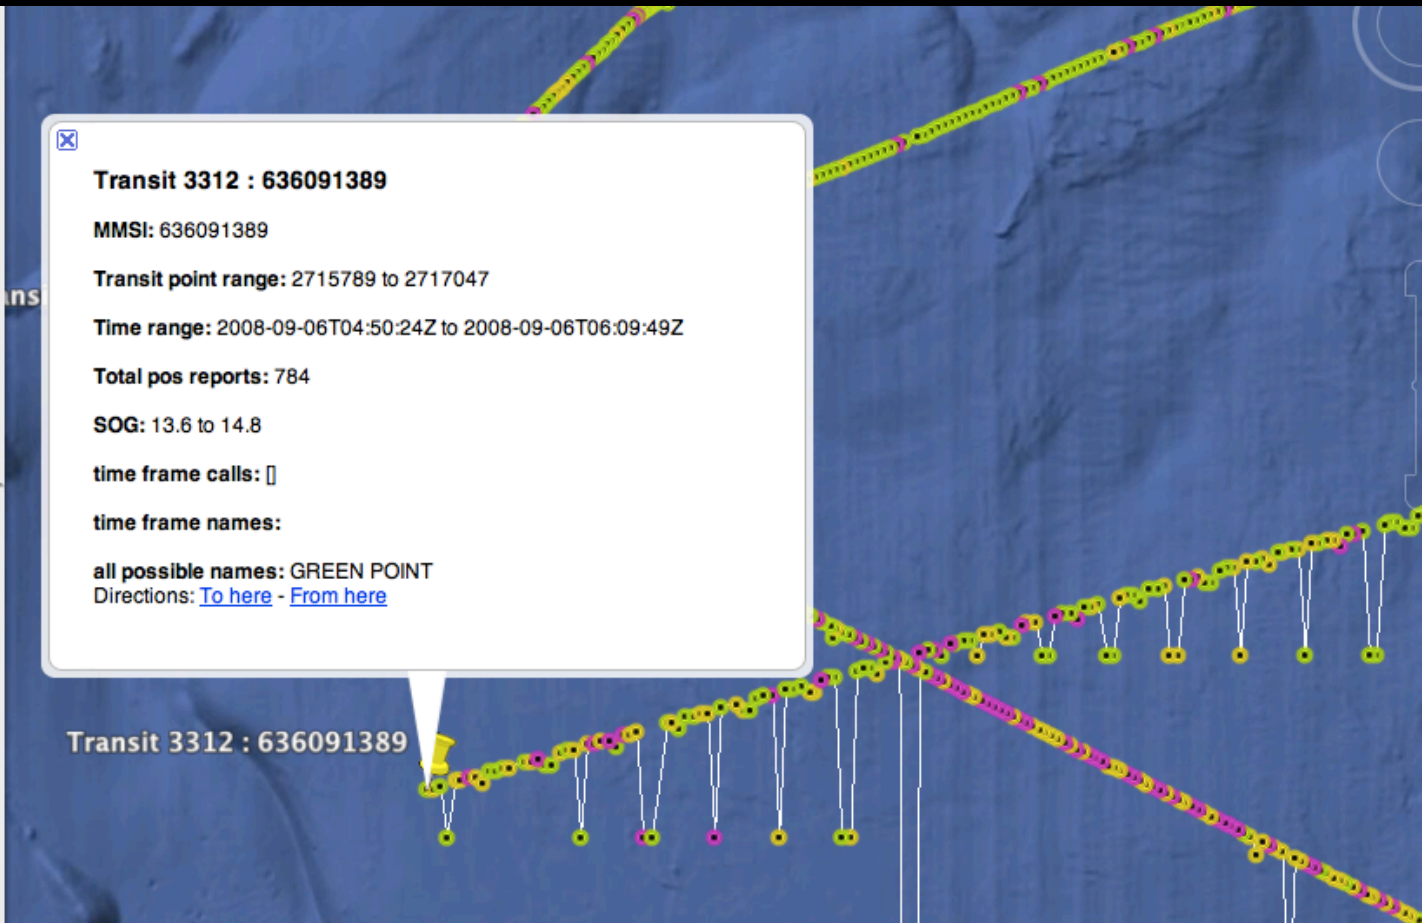 Transit 3312 : 636091389
MMSI: 636091389
Transit point range: 2715789 to 2717047
Time range: 2008-09-06T04:50:24Z to 2008-09-06T06:09:49Z
Total pos reports: 784
SOG: 13.6 to 14.8
time frame calls: []
time frame names:
all possible names: GREEN POINT
Directions: To here - From here
Transit 3312 : 636091389